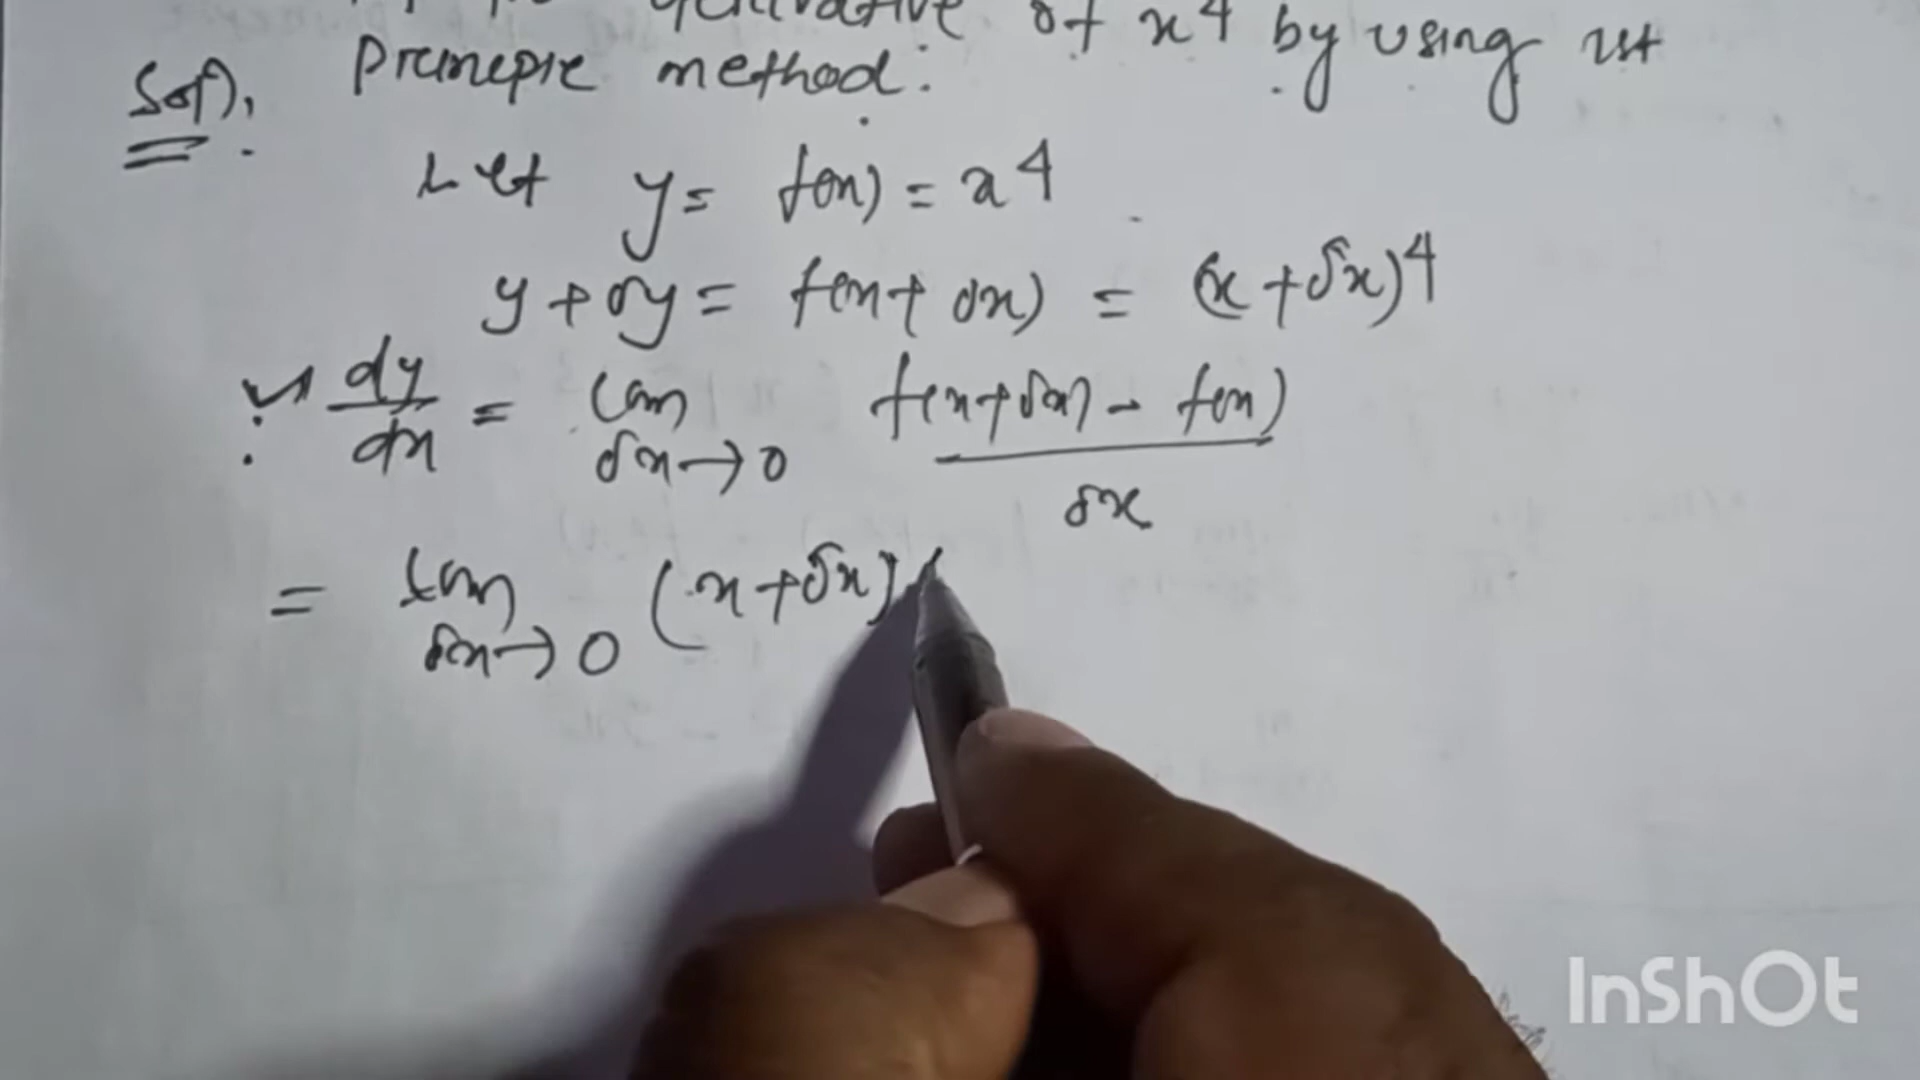 derivative of x⁴ by using 1st
Principle method:
Sol).
Let y = f(x) = x⁴
y + δy = f(x + δx) = (x + δx)⁴
dy/dx = lim δx→0 f(x+δx) - f(x) / δx
= lim δx→0 (x+δx)
InShOt